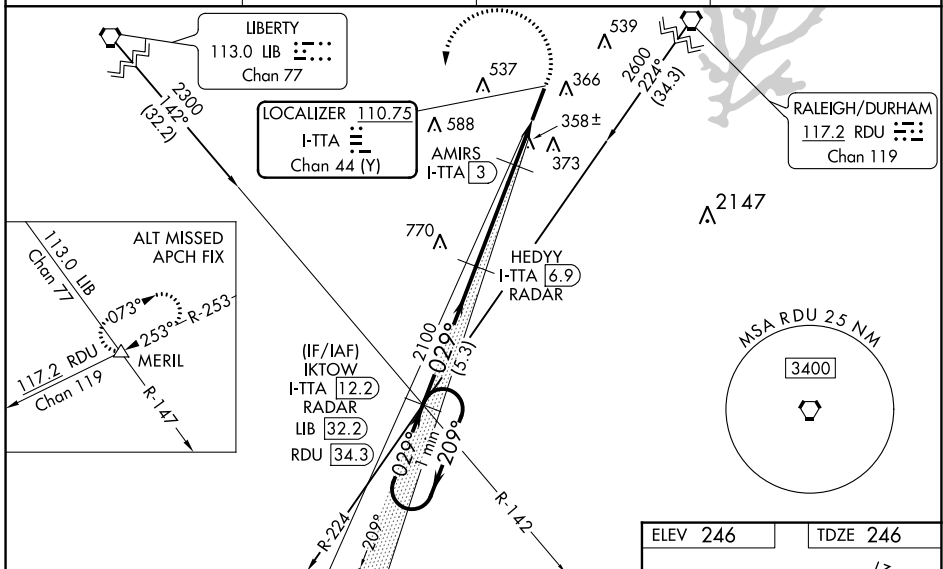 LIBERTY
113.0 LIB
Chan 77
2300
142°
(32.2)
LOCALIZER 110.75
I-TTA
Chan 44 (Y)
537
539
366
588
358±
373
AMIRS
I-TTA 3
2600
224°
(34.3)
RALEIGH/DURHAM
117.2 RDU
Chan 119
2147
770
HEDYY
I-TTA 6.9
RADAR
ALT MISSED
APCH FIX
113.0 LIB
Chan 77
073°
253°
R-253
MERIL
117.2 RDU
Chan 119
R-147
2100
029°
(5.3)
(IF/IAF)
IKTOW
I-TTA 12.2
RADAR
LIB 32.2
RDU 34.3
029°
1 min
209°
R-224
209°
R-142
MSA RDU 25 NM
3400
ELEV 246
TDZE 246